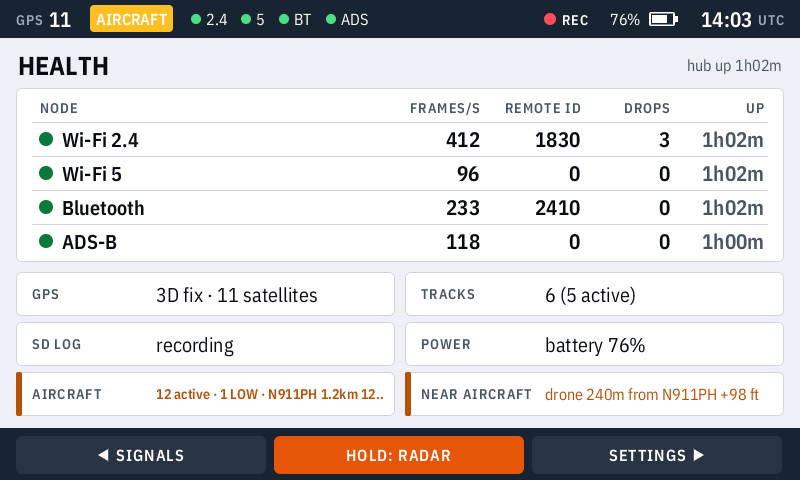 GPS 11 AIRCRAFT 2.4 5 BT ADS REC 76% 14:03 UTC
HEALTH hub up 1h02m
NODE FRAMES/S REMOTE ID DROPS UP
Wi-Fi 2.4 412 1830 3 1h02m
Wi-Fi 5 96 0 0 1h02m
Bluetooth 233 2410 0 1h02m
ADS-B 118 0 0 1h00m
GPS 3D fix · 11 satellites TRACKS 6 (5 active)
SD LOG recording POWER battery 76%
AIRCRAFT 12 active · 1 LOW · N911PH 1.2km 12.. NEAR AIRCRAFT drone 240m from N911PH +98 ft
◀ SIGNALS HOLD: RADAR SETTINGS ▶